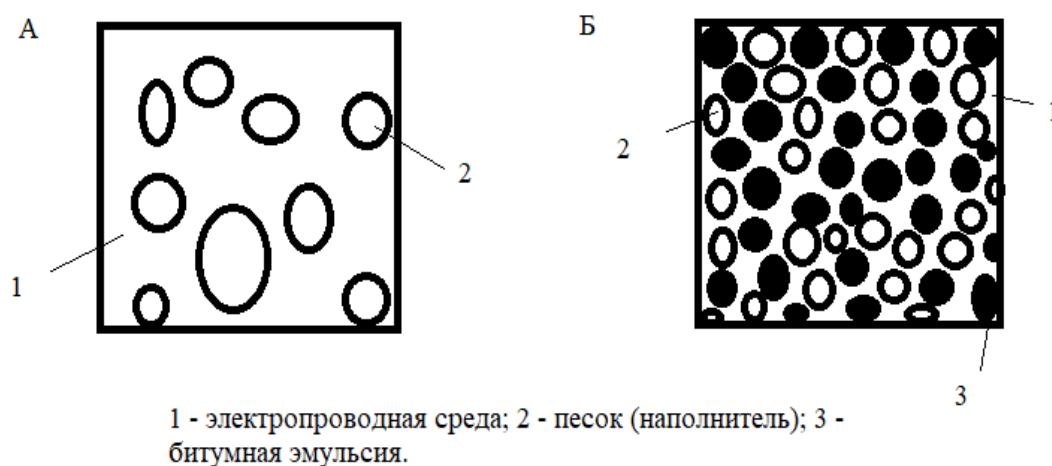 А
Б
1
2
2
1
3
1 - электропроводная среда; 2 - песок (наполнитель); 3 -
битумная эмульсия.